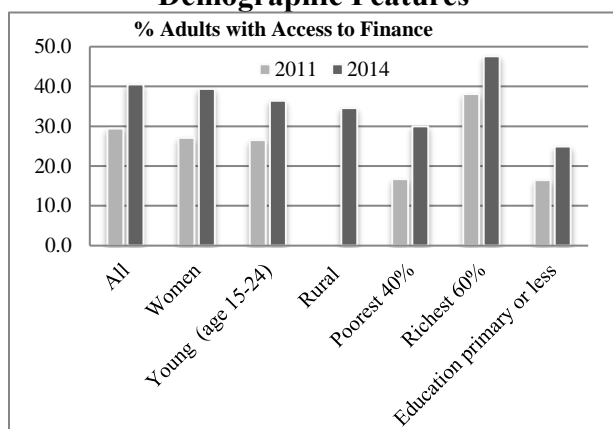 Demographic Features
% Adults with Access to Finance
50.0
2011 2014
40.0
30.0
20.0
10.0
0.0
All
Women
Young (age 15-24)
Rural
Poorest 40%
Richest 60%
Education primary or less